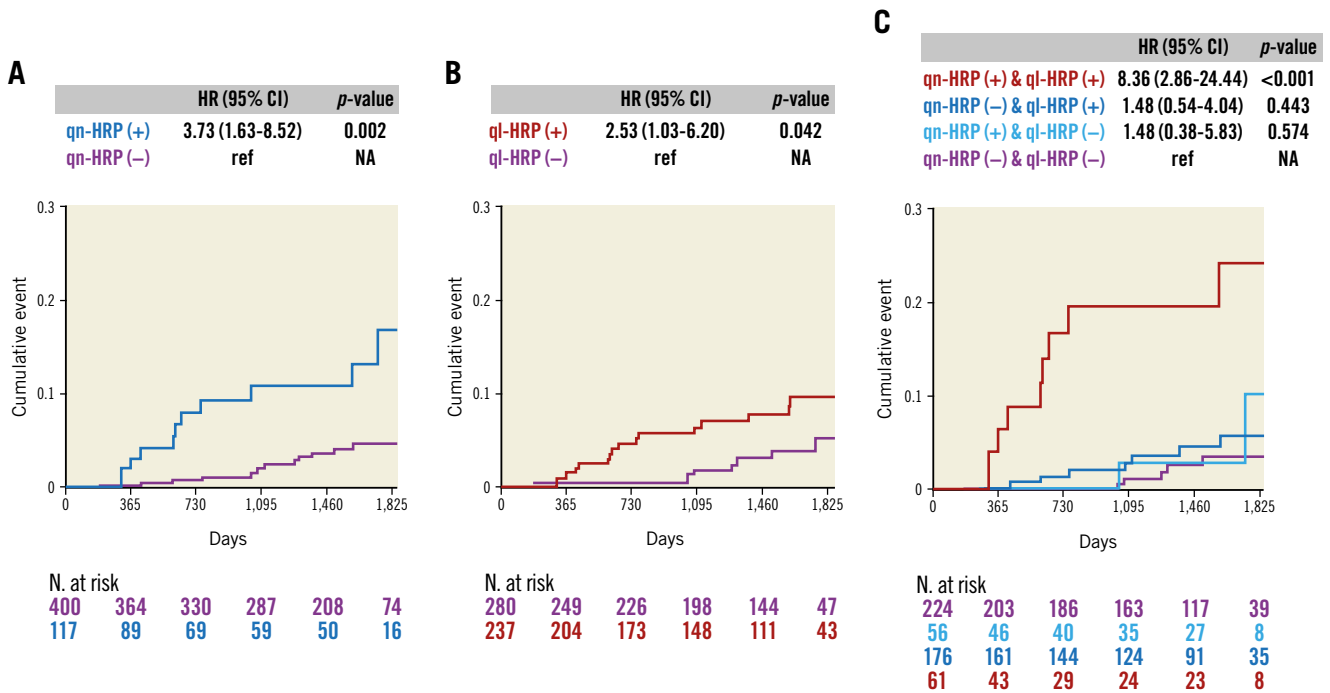 A
HR (95% CI) p-value
qn-HRP (+) 3.73 (1.63-8.52) 0.002
qn-HRP (–) ref NA
0.3
0.2
0.1
0
Cumulative event
0 365 730 1,095 1,460 1,825
Days
N. at risk
400 364 330 287 208 74
117 89 69 59 50 16
B
HR (95% CI) p-value
ql-HRP (+) 2.53 (1.03-6.20) 0.042
ql-HRP (–) ref NA
0.3
0.2
0.1
0
Cumulative event
0 365 730 1,095 1,460 1,825
Days
N. at risk
280 249 226 198 144 47
237 204 173 148 111 43
C
HR (95% CI) p-value
qn-HRP (+) & ql-HRP (+) 8.36 (2.86-24.44) <0.001
qn-HRP (–) & ql-HRP (+) 1.48 (0.54-4.04) 0.443
qn-HRP (+) & ql-HRP (–) 1.48 (0.38-5.83) 0.574
qn-HRP (–) & ql-HRP (–) ref NA
0.3
0.2
0.1
0
Cumulative event
0 365 730 1,095 1,460 1,825
Days
N. at risk
224 203 186 163 117 39
56 46 40 35 27 8
176 161 144 124 91 35
61 43 29 24 23 8